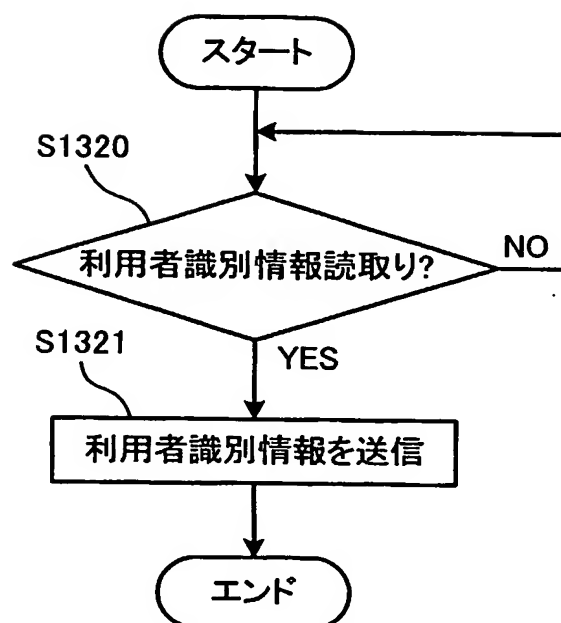 スタート
S1320
利用者識別情報読取り?
NO
S1321
YES
利用者識別情報を送信
エンド